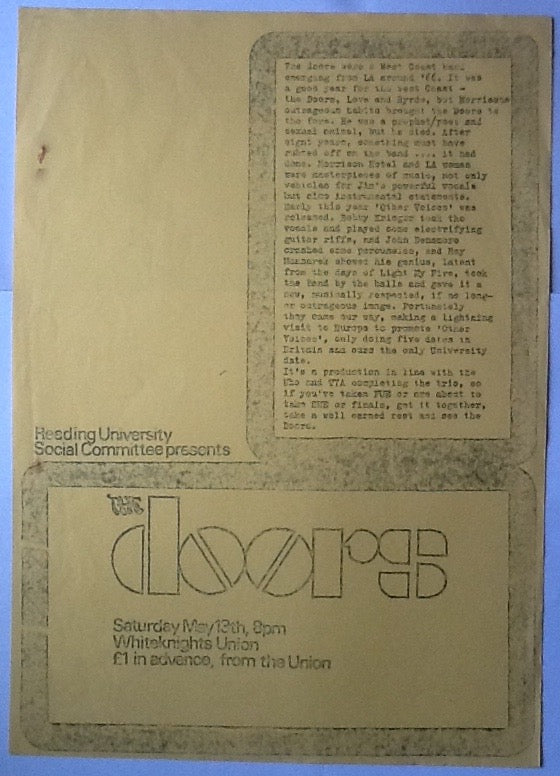 The Doors were a West Coast band
emerging from LA around '66. It was
a good year for the West Coast -
the Doors, Love and Byrds, but Morrisons
outrageous habits brought the Doors to
the fore. He was a prophet/poet and
sexual animal, but he died. After
eight years, something must have
rubbed off on the band .... it had
done. Morrison Hotel and LA woman
were masterpieces of music, not only
vehicles for Jim's powerful vocals
but also instrumental statements.
Early this year 'Other Voices' was
released. Bobby Krieger took the
vocals and played some electrifying
guitar riffs, and John Densmore
crashed some percussion, and Ray
Manzarek showed his genius, latent
from the days of Light My Fire, took
the band by the balls and gave it a
new, musically respected, if no long-
er outrageous image. Fortunately
they came our way, making a lightning
visit to Europe to promote 'Other
Voices', only doing five dates in
Britain and ours the only University
date.
It's a production in line with the
Who and TYA completing the trio, so
if you've taken FUE or are about to
take or finals, get it together,
take a well earned rest and see the
Doors.
Reading University
Social Committee presents
THE
doors
Saturday May 13th, 8pm
Whiteknights Union
£1 in advance, from the Union